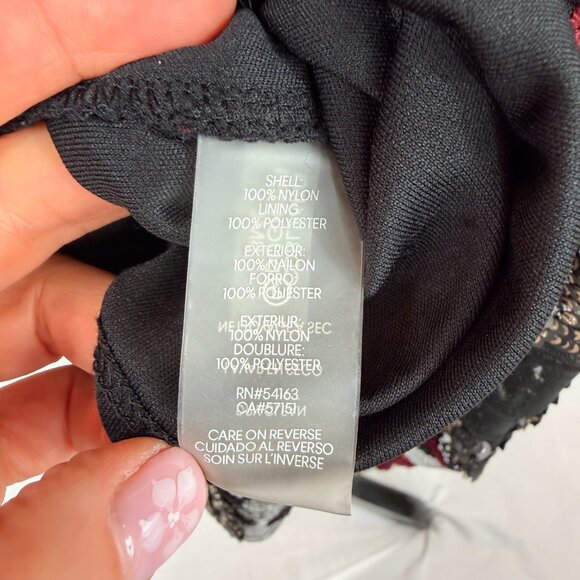 SHELL:
100% NYLON
LINING:
100% POLYESTER
EXTERIOR:
100% NAILON
FORRO:
100% POLYESTER
EXTERIUR:
100% NYLON
DOUBLURE:
100% POLYESTER
RN#54163
CA#57151
CARE ON REVERSE
CUIDADO AL REVERSO
SOIN SUR L'INVERSE